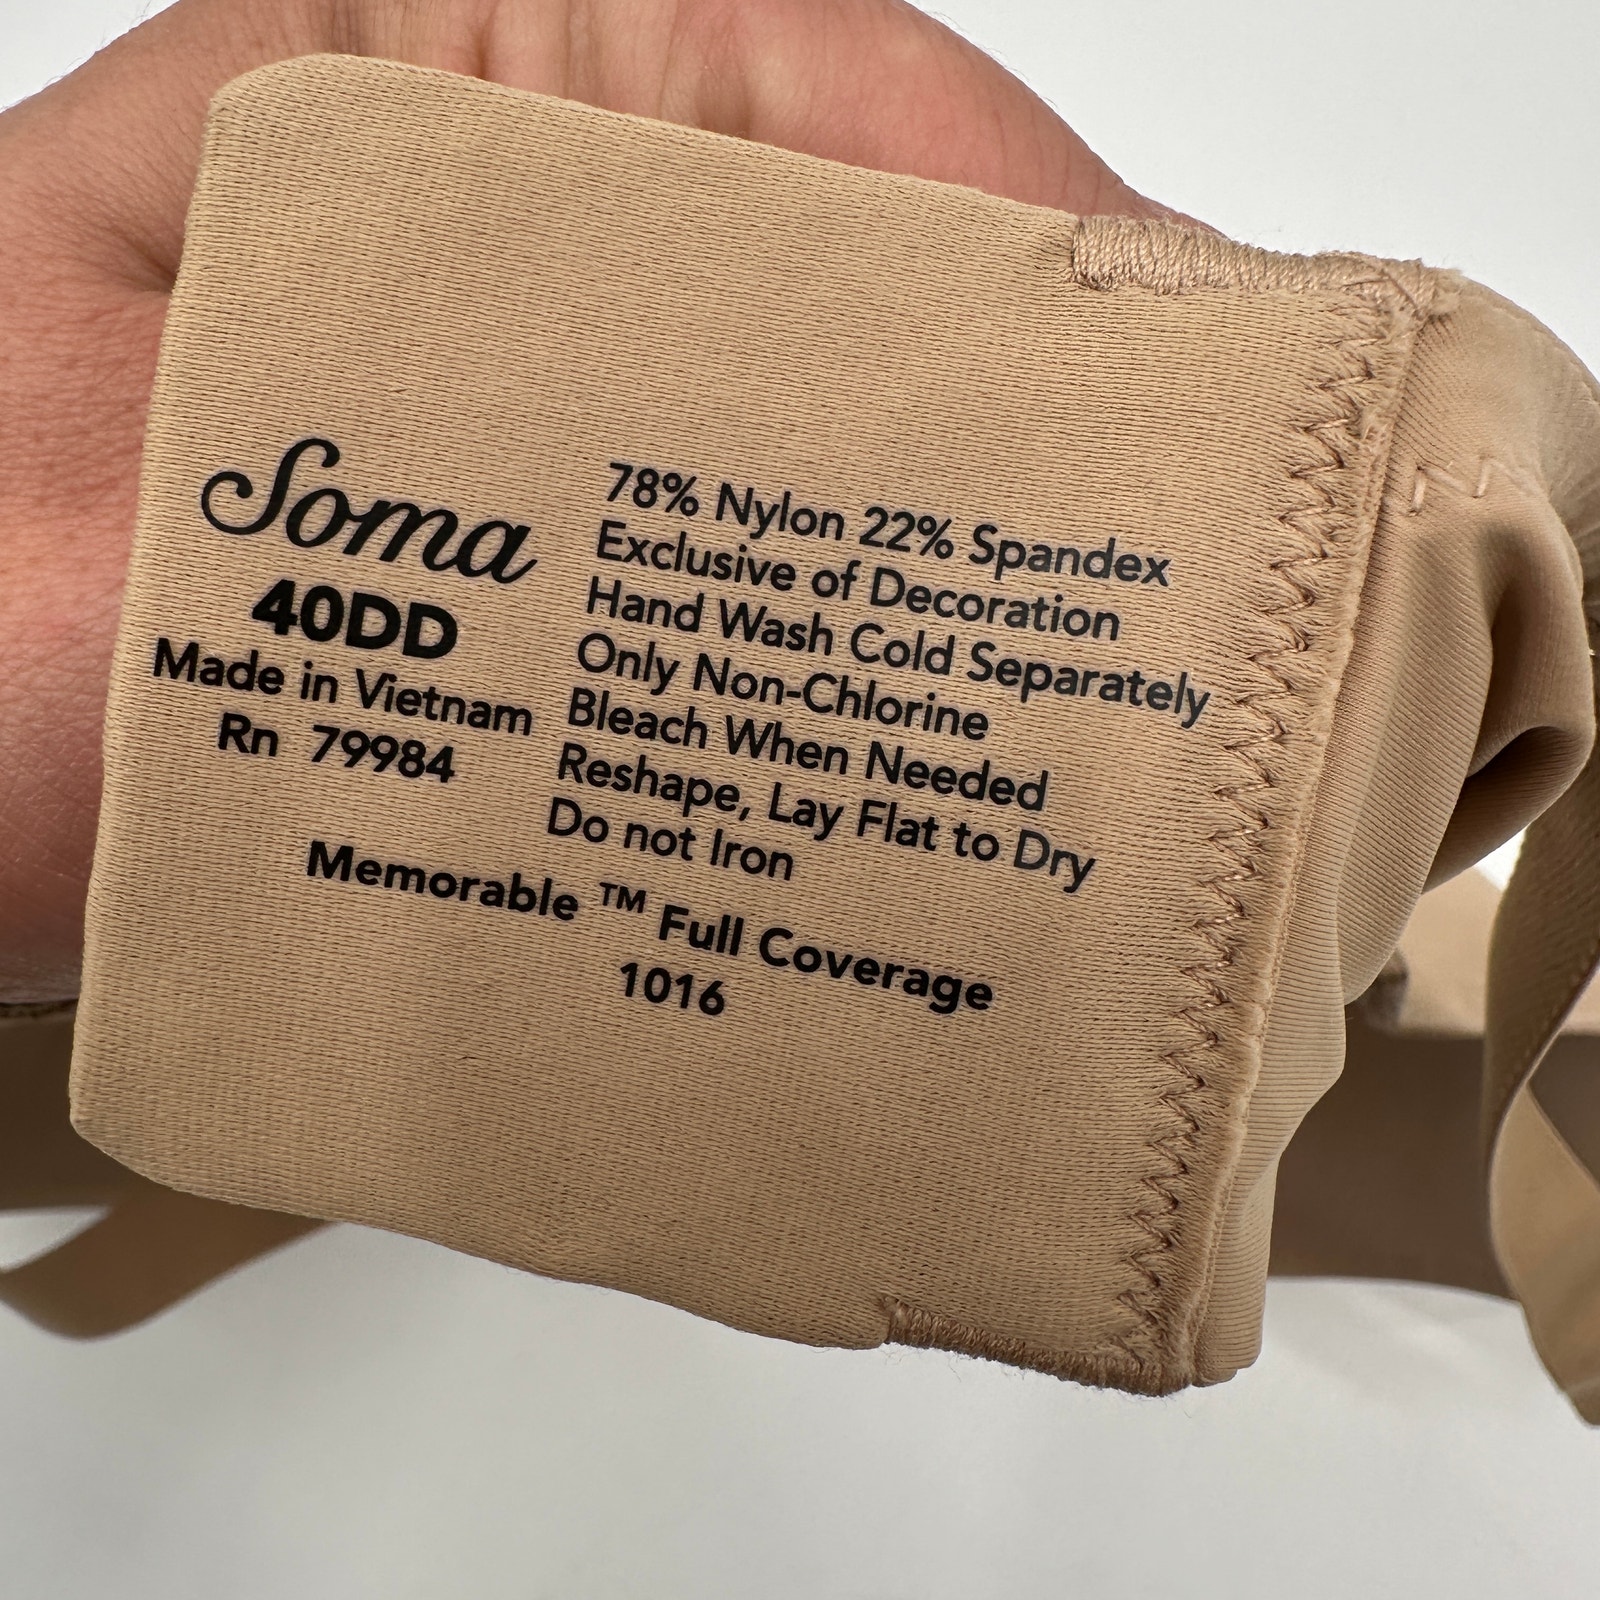 Soma
40DD
Made in Vietnam
Rn 79984
78% Nylon 22% Spandex
Exclusive of Decoration
Hand Wash Cold Separately
Only Non-Chlorine
Bleach When Needed
Reshape, Lay Flat to Dry
Do not Iron
Memorable ™ Full Coverage
1016